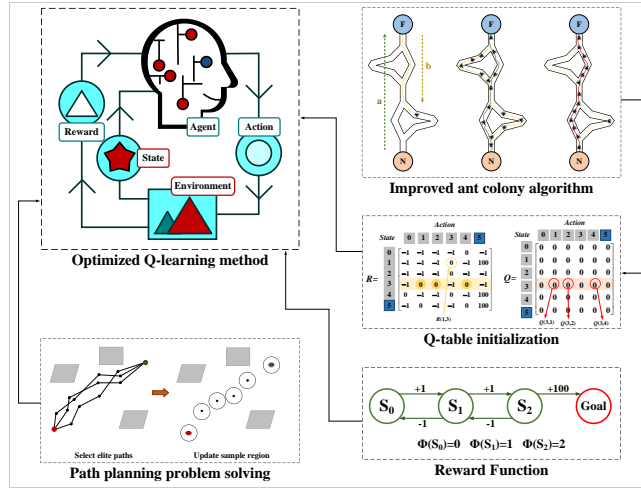 Reward
Agent
Action
State
Environment
Optimized Q-learning method
F
F
F
a
b
N
N
N
Improved ant colony algorithm
Action
State 0 1 2 3 4 5
0 -1 -1 -1 -1 0 -1
1 -1 -1 -1 0 -1 100
2 -1 -1 -1 0 -1 -1
R= 3 -1 0 0 -1 0 -1
4 0 -1 -1 0 -1 100
5 -1 0 -1 -1 0 100
R(1,3)
Action
State 0 1 2 3 4 5
0 0 0 0 0 0 0
1 0 0 0 0 0 0
2 0 0 0 0 0 0
Q= 3 0 0 0 0 0 0
4 0 0 0 0 0 0
5 0 0 0 0 0 0
Q(3,1) Q(3,2) Q(3,4)
Q-table initialization
Select elite paths
Update sample region
Path planning problem solving
S0 +1 S1 +1 S2 +100 Goal
-1 -1
Φ(S0)=0 Φ(S1)=1 Φ(S2)=2
Reward Function